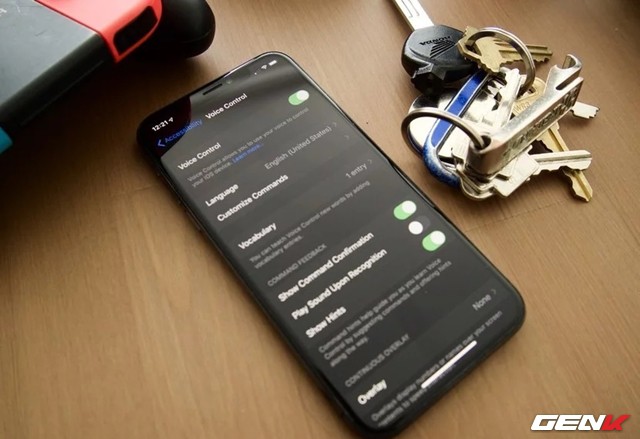 12:21
Accessibility
Voice Control
Voice Control
Voice Control allows you to use your voice to control
your iOS device. Learn more...
Language
English (United States)
Customize Commands
Vocabulary
1 entry
You can teach Voice Control new words by adding
vocabulary entries.
COMMAND FEEDBACK
Show Command Confirmation
Play Sound Upon Recognition
Show Hints
Command hints help guide you as you learn Voice
Control by suggesting commands and offering hints
along the way.
CONTINUOUS OVERLAY
Overlay
None
Overlays display numbers or names over your screen
HONDA
GENK